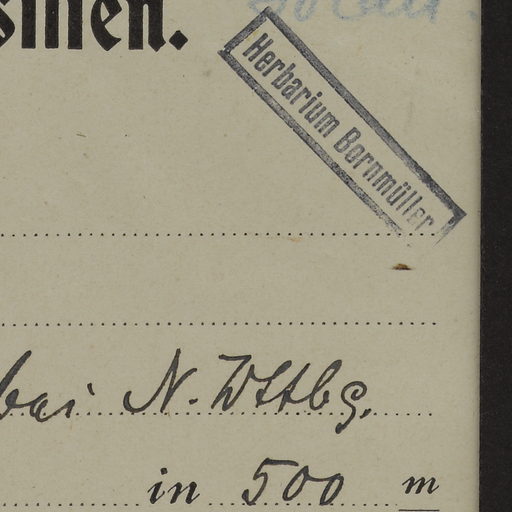 Herbarium Bornmüller
bei N. Wttbg.
in 500 m